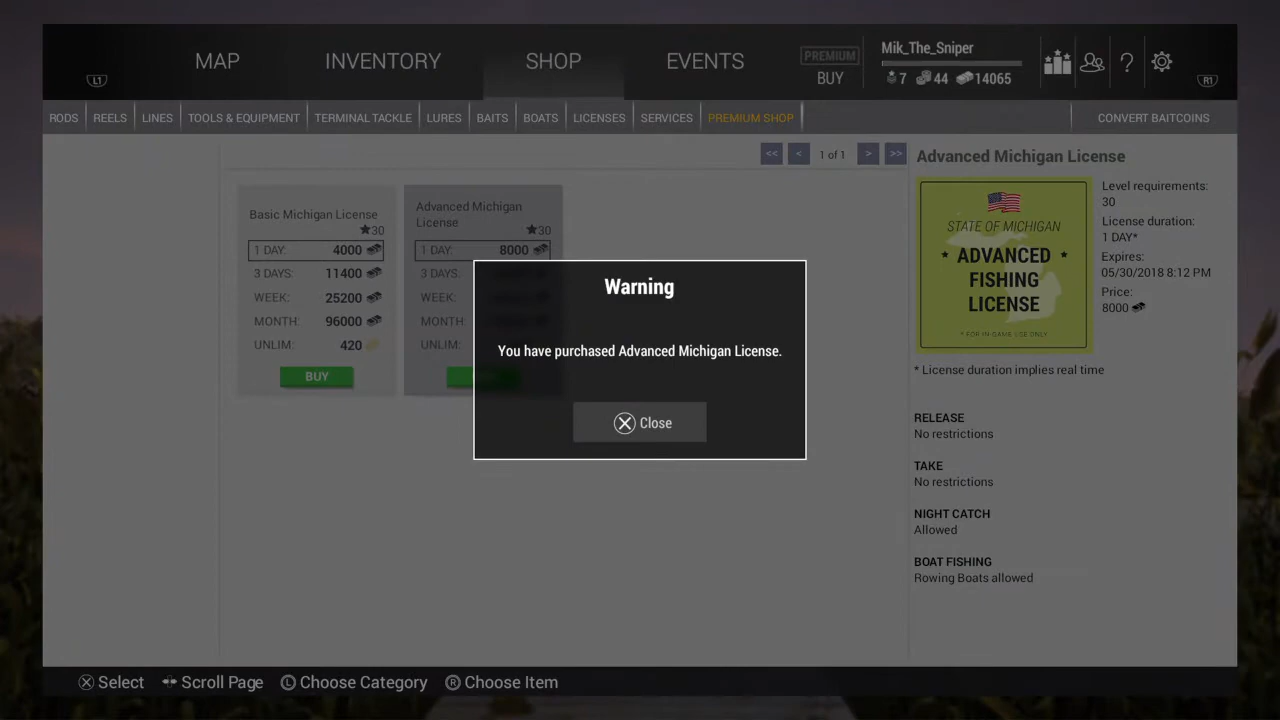 MAP
INVENTORY
SHOP
EVENTS
PREMIUM
BUY
Mik_The_Sniper
7 44 14065
L1
R1
RODS
REELS
LINES
TOOLS & EQUIPMENT
TERMINAL TACKLE
LURES
BAITS
BOATS
LICENSES
SERVICES
PREMIUM SHOP
CONVERT BAITCOINS
<< < 1 of 1 > >>
Basic Michigan License
30
1 DAY: 4000
3 DAYS: 11400
WEEK: 25200
MONTH: 96000
UNLIM: 420
BUY
Advanced Michigan
License
30
1 DAY: 8000
3 DAYS:
WEEK:
MONTH:
UNLIM:
Warning
You have purchased Advanced Michigan License.
Close
Advanced Michigan License
STATE OF MICHIGAN
ADVANCED
FISHING
LICENSE
* FOR IN-GAME USE ONLY
Level requirements:
30
License duration:
1 DAY*
Expires:
05/30/2018 8:12 PM
Price:
8000
* License duration implies real time
RELEASE
No restrictions
TAKE
No restrictions
NIGHT CATCH
Allowed
BOAT FISHING
Rowing Boats allowed
Select
Scroll Page
L Choose Category
R Choose Item